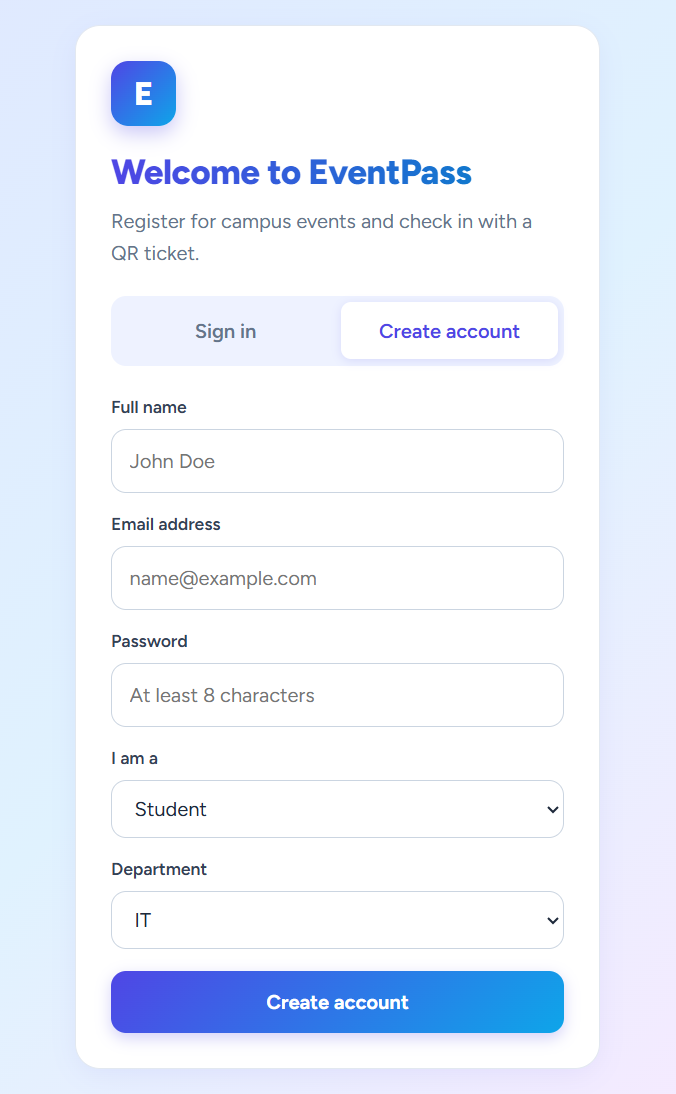 E
Welcome to EventPass
Register for campus events and check in with a
QR ticket.
Sign in
Create account
Full name
John Doe
Email address
name@example.com
Password
At least 8 characters
I am a
Student
Department
IT
Create account